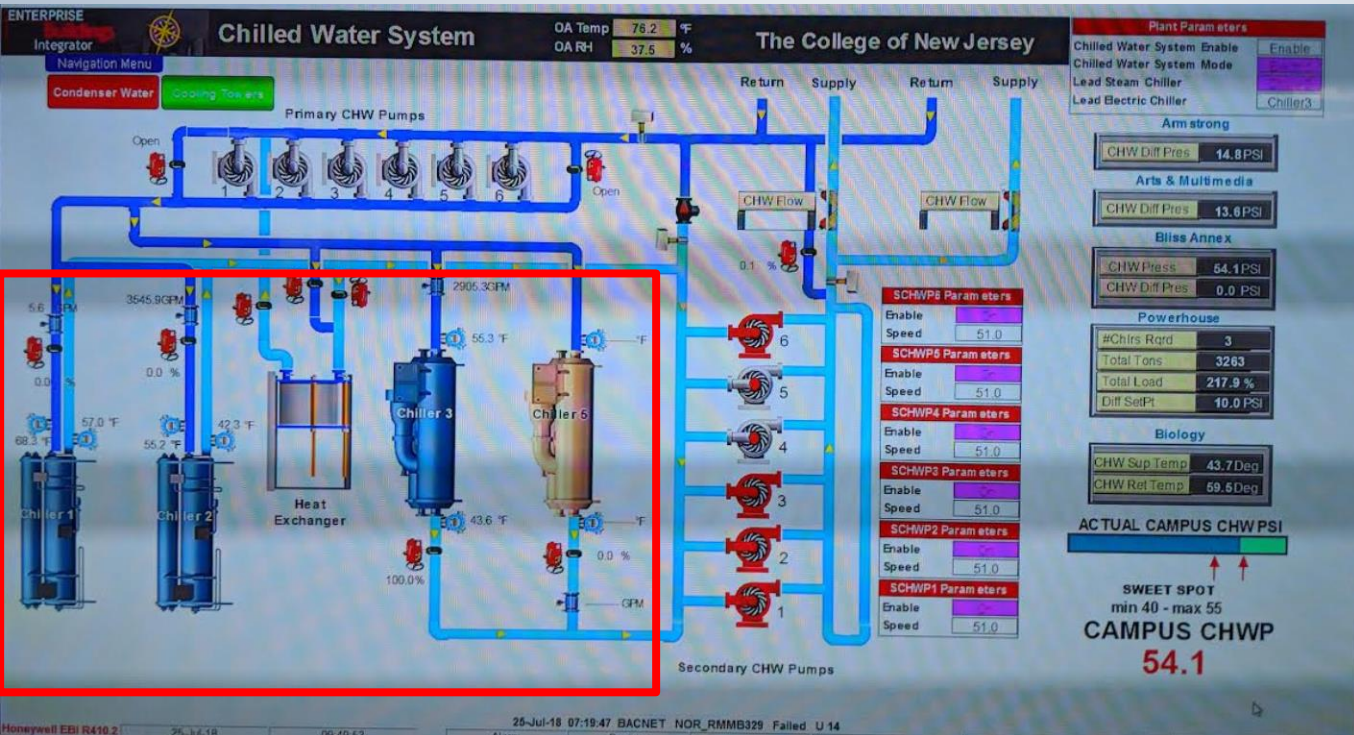 ENTERPRISE
Buildings
Integrator
Chilled Water System
OA Temp 76.2 °F
OA RH 37.5 %
The College of New Jersey
Navigation Menu
Condenser Water
Cooling Towers
Plant Parameters
Chilled Water System Enable Enable
Chilled Water System Mode
Lead Steam Chiller
Lead Electric Chiller Chiller3
Return Supply Return Supply
Primary CHW Pumps
Open
1 2 3 4 5 6
Open
CHW Flow
CHW Flow
0.1 %
Armstrong
CHW Diff Pres 14.8 PSI
Arts & Multimedia
CHW Diff Pres 13.6 PSI
Bliss Annex
CHW Press 54.1 PSI
CHW Diff Pres 0.0 PSI
Powerhouse
#Chlrs Rqrd 3
Total Tons 3263
Total Load 217.9 %
Diff SetPt 10.0 PSI
Biology
CHW Sup Temp 43.7 Deg
CHW Ret Temp 59.5 Deg
ACTUAL CAMPUS CHW PSI
SWEET SPOT
min 40 - max 55
CAMPUS CHWP
54.1
5.6 GPM
3545.9GPM
2905.3GPM
55.3 °F
°F
0.0 %
0.0 %
68.3 °F
57.0 °F
55.2 °F
42.3 °F
Chiller 1
Chiller 2
Heat
Exchanger
Chiller 3
Chiller 5
43.6 °F
°F
100.0%
0.0 %
GPM
6
5
4
3
2
1
Secondary CHW Pumps
SCHWP6 Parameters
Enable
Speed 51.0
SCHWP5 Parameters
Enable
Speed 51.0
SCHWP4 Parameters
Enable
Speed 51.0
SCHWP3 Parameters
Enable
Speed 51.0
SCHWP2 Parameters
Enable
Speed 51.0
SCHWP1 Parameters
Enable
Speed 51.0
25-Jul-18 07:19:47 BACNET NOR_RMMB329 Failed U 14
Honeywell EBI R410.2